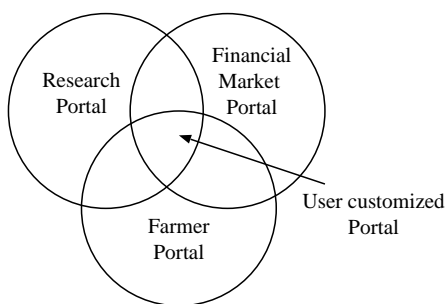 Research
Portal
Financial
Market
Portal
Farmer
Portal
User customized
Portal